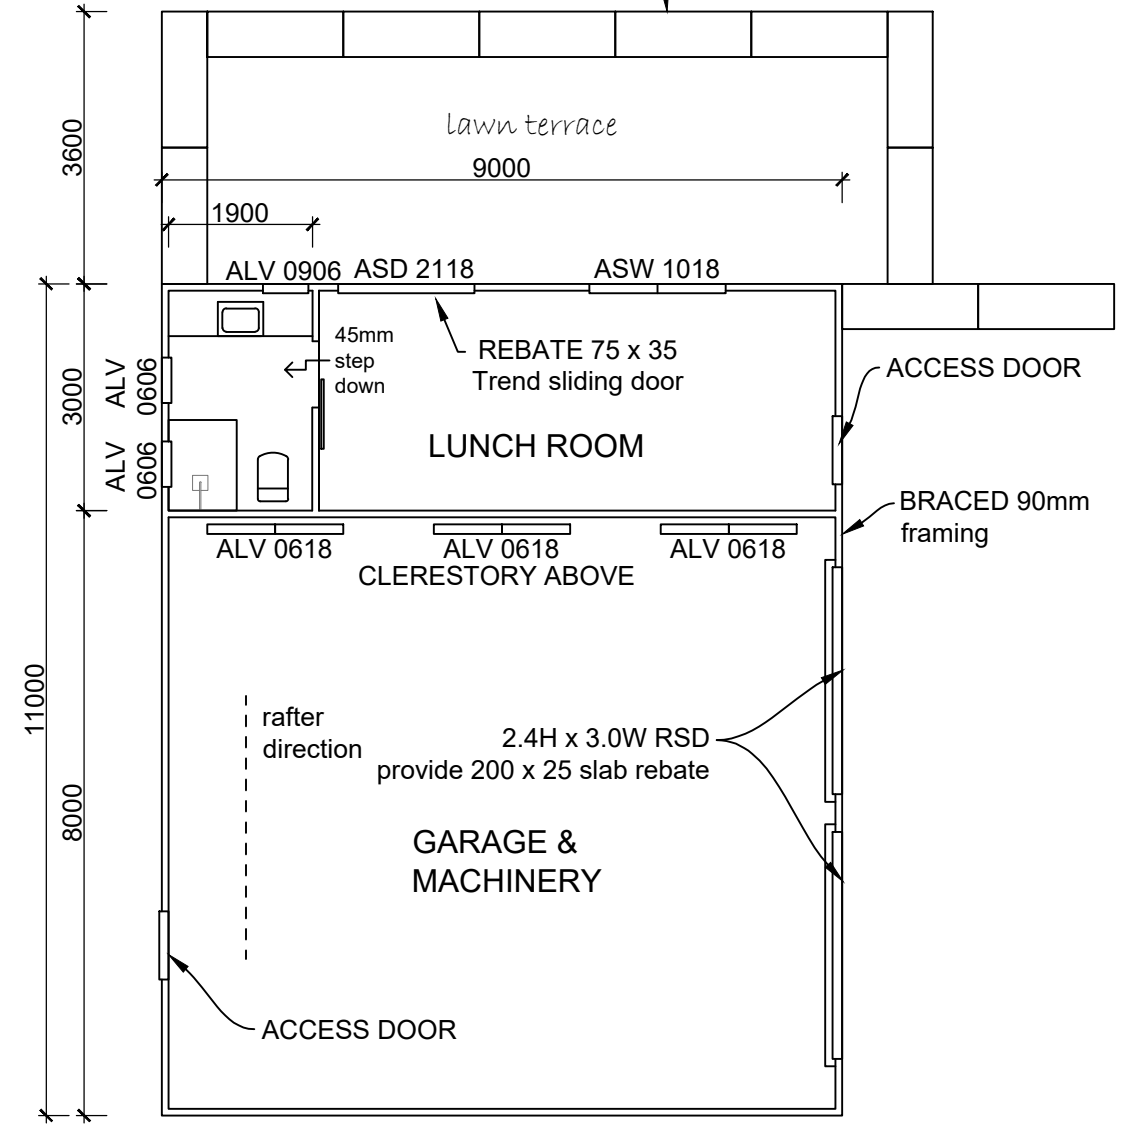 3600
lawn terrace
9000
1900
ALV 0906
ASD 2118
ASW 1018
45mm
step
down
REBATE 75 x 35
Trend sliding door
ACCESS DOOR
ALV
0606
3000
ALV
0606
LUNCH ROOM
BRACED 90mm
framing
ALV 0618
ALV 0618
ALV 0618
CLERESTORY ABOVE
11000
rafter
direction
2.4H x 3.0W RSD
provide 200 x 25 slab rebate
8000
GARAGE &
MACHINERY
ACCESS DOOR